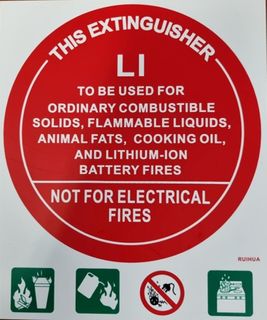 THIS EXTINGUISHER
LI
TO BE USED FOR
ORDINARY COMBUSTIBLE
SOLIDS, FLAMMABLE LIQUIDS,
ANIMAL FATS, COOKING OIL,
AND LITHIUM-ION
BATTERY FIRES
NOT FOR ELECTRICAL
FIRES
RUIHUA